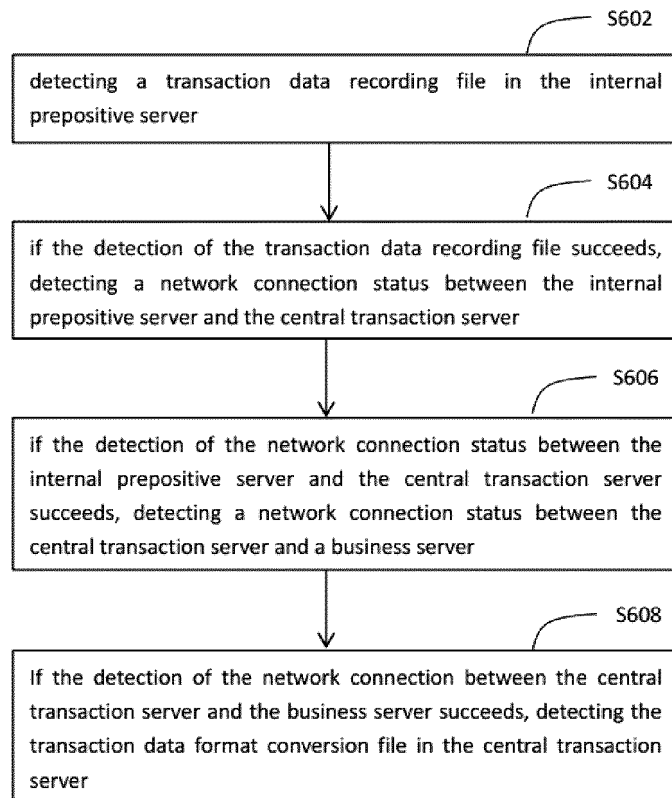 S602
detecting a transaction data recording file in the internal
prepositive server
S604
if the detection of the transaction data recording file succeeds,
detecting a network connection status between the internal
prepositive server and the central transaction server
S606
if the detection of the network connection status between the
internal prepositive server and the central transaction server
succeeds, detecting a network connection status between the
central transaction server and a business server
S608
If the detection of the network connection between the central
transaction server and the business server succeeds, detecting the
transaction data format conversion file in the central transaction
server